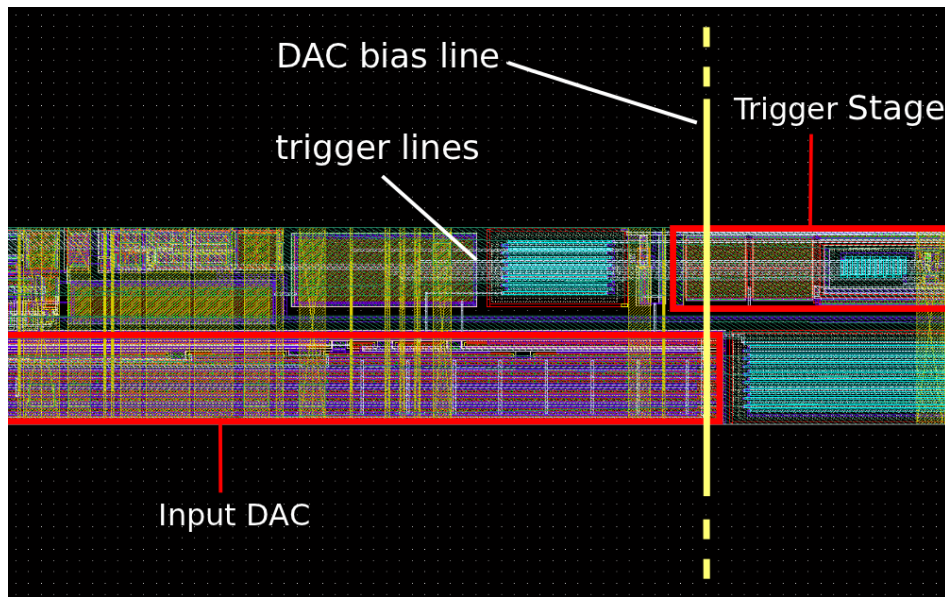 DAC bias line
Trigger Stage
trigger lines
Input DAC